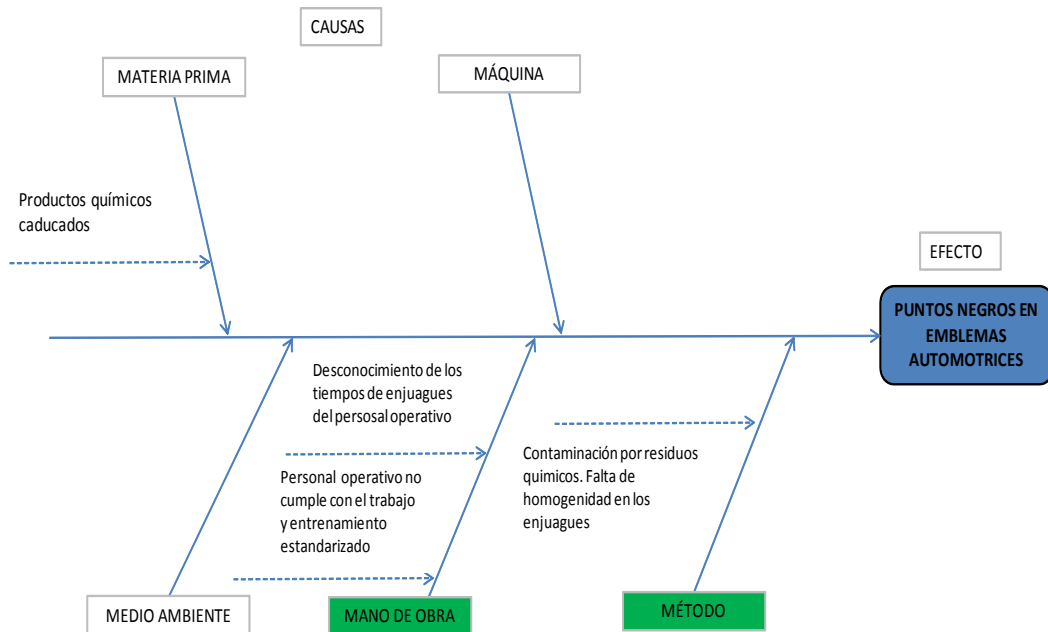 CAUSAS
MATERIA PRIMA
MÁQUINA
Productos químicos
caducados
EFECTO
PUNTOS NEGROS EN
EMBLEMAS
AUTOMOTRICES
Desconocimiento de los
tiempos de enjuagues
del persosal operativo
Personal operativo no
cumple con el trabajo
y entrenamiento
estandarizado
Contaminación por residuos
quimicos. Falta de
homogenidad en los
enjuagues
MEDIO AMBIENTE
MANO DE OBRA
MÉTODO